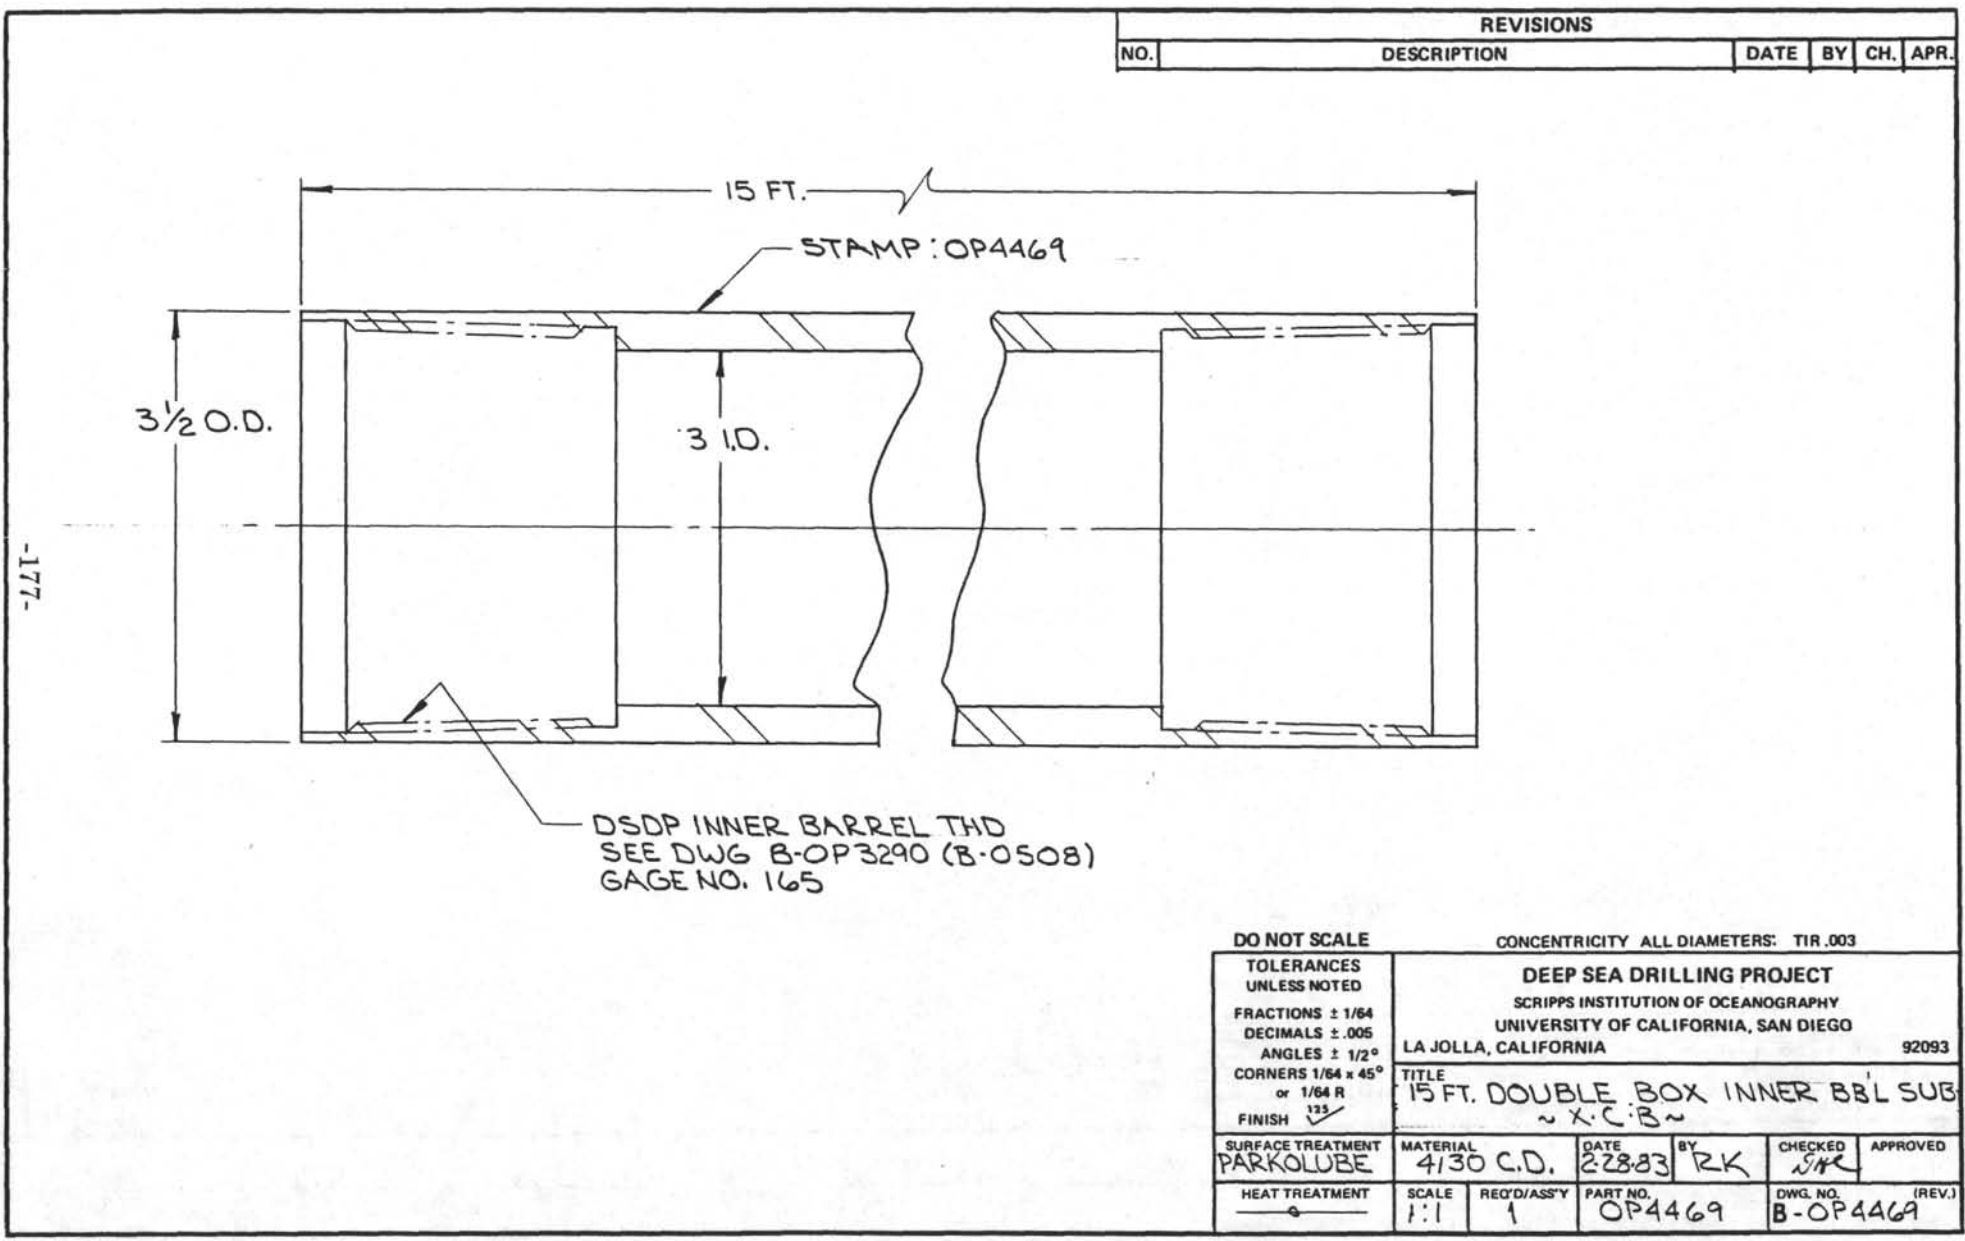 REVISIONS
NO. DESCRIPTION DATE BY CH. APR.
15 FT.
STAMP: OP4469
3 1/2 O.D.
3 I.D.
-177-
DSDP INNER BARREL THD
SEE DWG B-OP3290 (B-0508)
GAGE NO. 165
DO NOT SCALE
CONCENTRICITY ALL DIAMETERS: TIR .003
TOLERANCES
UNLESS NOTED
FRACTIONS ± 1/64
DECIMALS ± .005
ANGLES ± 1/2°
CORNERS 1/64 x 45°
or 1/64 R
FINISH 125
DEEP SEA DRILLING PROJECT
SCRIPPS INSTITUTION OF OCEANOGRAPHY
UNIVERSITY OF CALIFORNIA, SAN DIEGO
LA JOLLA, CALIFORNIA 92093
TITLE
15 FT. DOUBLE BOX INNER BB'L SUB
~ X.C.B ~
SURFACE TREATMENT
PARKOLUBE
MATERIAL
4130 C.D.
DATE
2-28-83
BY
RK
CHECKED
APPROVED
HEAT TREATMENT
SCALE
1:1
REQ'D/ASS'Y
1
PART NO.
OP4469
DWG. NO. (REV.)
B-OP4469